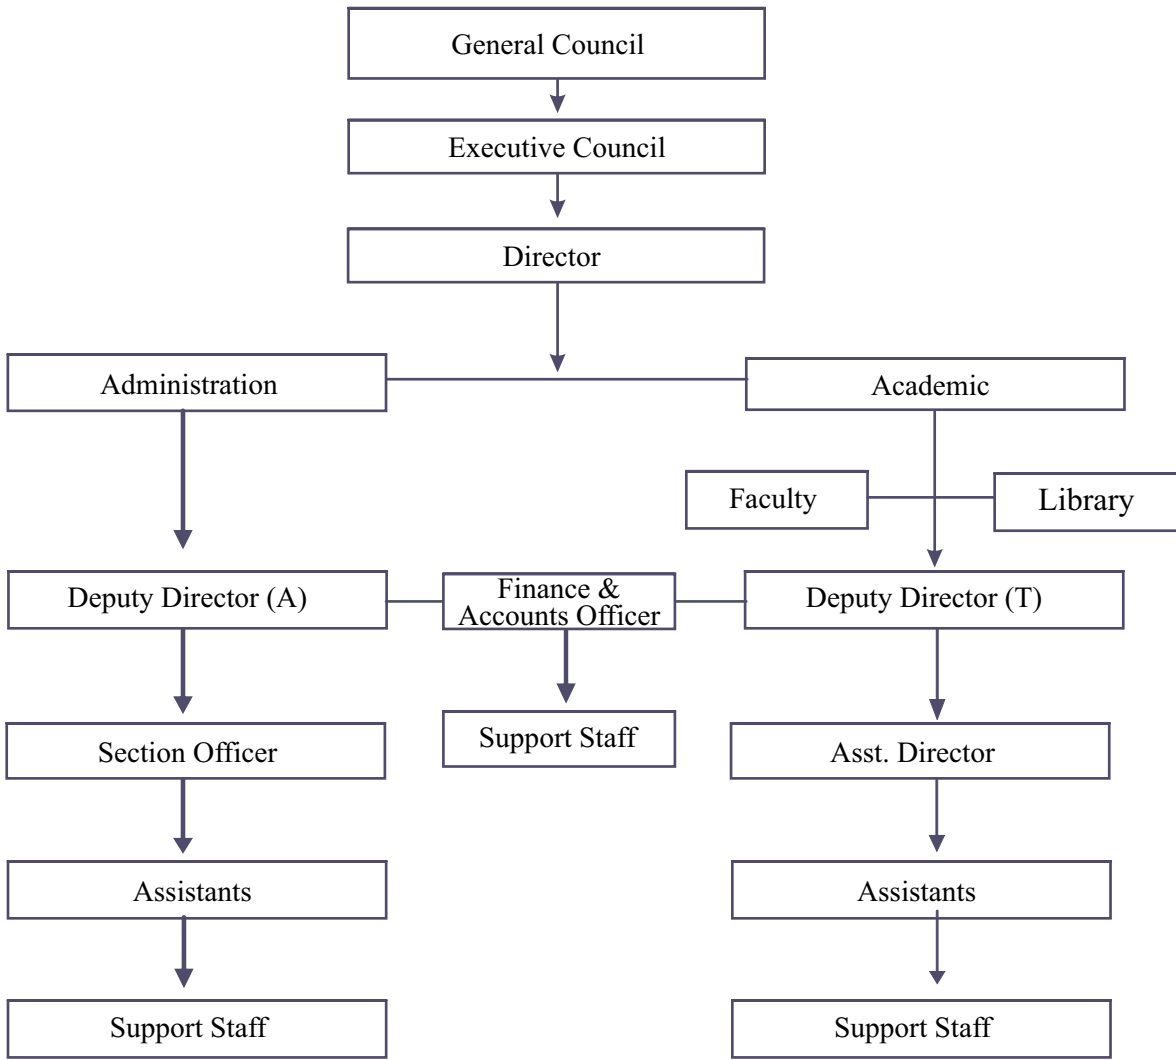 General Council
Executive Council
Director
Administration
Academic
Faculty
Library
Deputy Director (A)
Finance &
Accounts Officer
Deputy Director (T)
Section Officer
Support Staff
Asst. Director
Assistants
Assistants
Support Staff
Support Staff